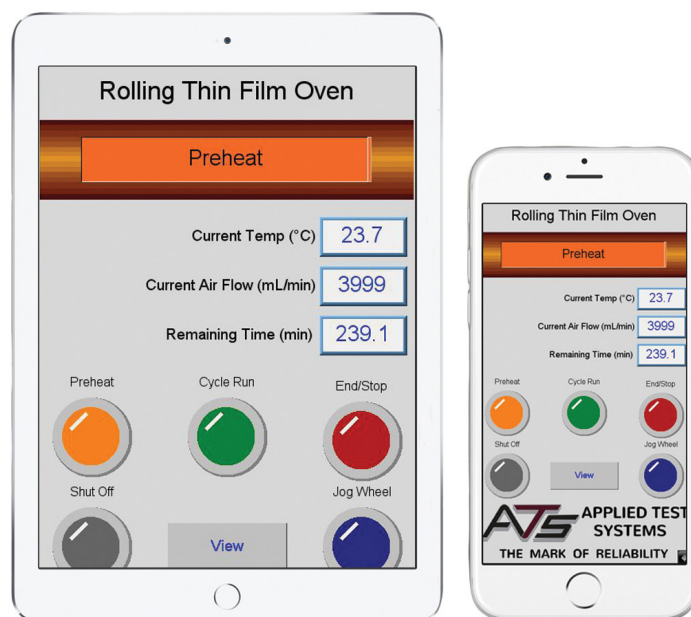 Rolling Thin Film Oven
Preheat
Current Temp (°C) 23.7
Current Air Flow (mL/min) 3999
Remaining Time (min) 239.1
Preheat Cycle Run End/Stop
Shut Off Jog Wheel
View
Rolling Thin Film Oven
Preheat
Current Temp (°C) 23.7
Current Air Flow (mL/min) 3999
Remaining Time (min) 239.1
Preheat Cycle Run End/Stop
Shut Off Jog Wheel
View
ATS APPLIED TEST
SYSTEMS
THE MARK OF RELIABILITY